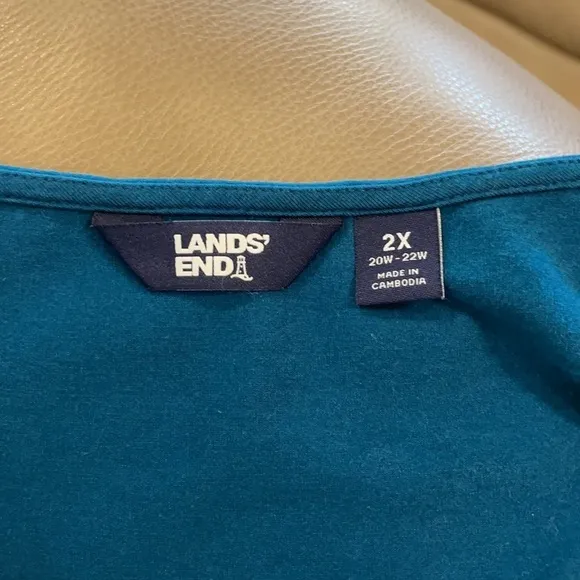 LANDS'
END
2X
20W - 22W
MADE IN
CAMBODIA